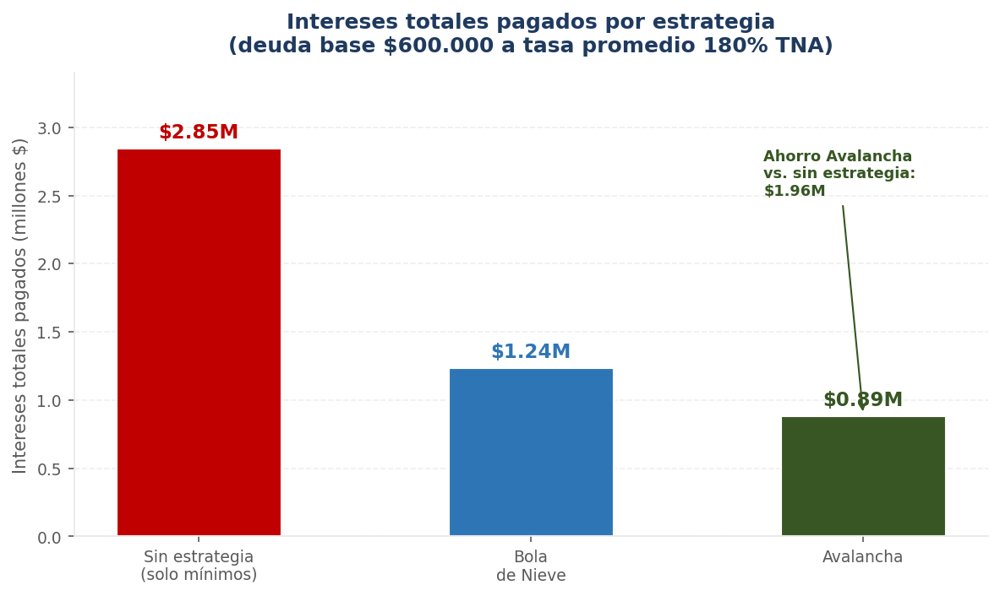 Intereses totales pagados por estrategia
(deuda base $600.000 a tasa promedio 180% TNA)
Intereses totales pagados (millones $)
3.0
2.5
2.0
1.5
1.0
0.5
0.0
$2.85M
$1.24M
$0.89M
Ahorro Avalancha
vs. sin estrategia:
$1.96M
Sin estrategia
(solo mínimos)
Bola
de Nieve
Avalancha